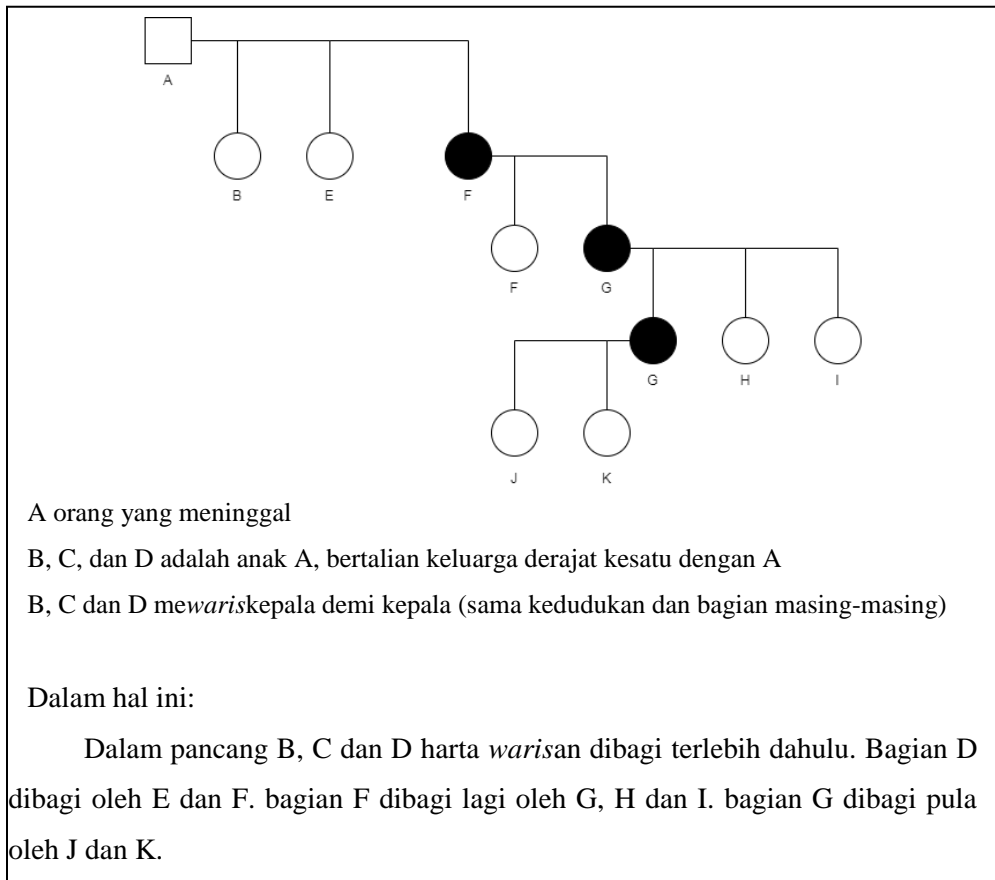 A
B E F
F G
G H I
J K
A orang yang meninggal
B, C, dan D adalah anak A, bertalian keluarga derajat kesatu dengan A
B, C dan D mewariskepala demi kepala (sama kedudukan dan bagian masing-masing)
Dalam hal ini:
Dalam pancang B, C dan D harta warisan dibagi terlebih dahulu. Bagian D
dibagi oleh E dan F. bagian F dibagi lagi oleh G, H dan I. bagian G dibagi pula
oleh J dan K.